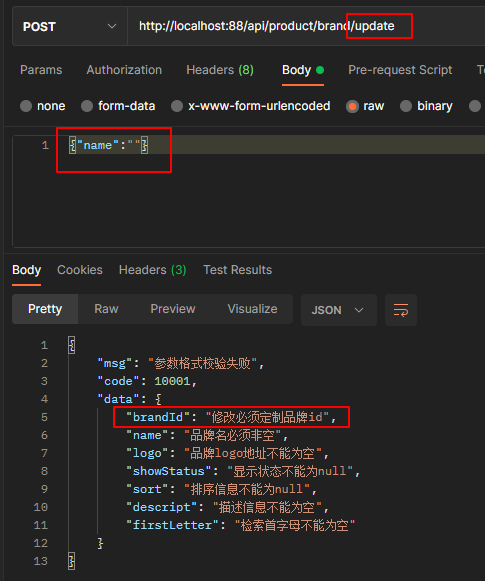 POST http://localhost:88/api/product/brand/update
Params Authorization Headers (8) Body Pre-request Script
none form-data x-www-form-urlencoded raw binary
1 {"name":""}
Body Cookies Headers (3) Test Results
Pretty Raw Preview Visualize JSON
1 {
2 "msg": "参数格式校验失败",
3 "code": 10001,
4 "data": {
5 "brandId": "修改必须定制品牌id",
6 "name": "品牌名必须非空",
7 "logo": "品牌logo地址不能为空",
8 "showStatus": "显示状态不能为null",
9 "sort": "排序信息不能为null",
10 "descript": "描述信息不能为空",
11 "firstLetter": "检索首字母不能为空"
12 }
13 }